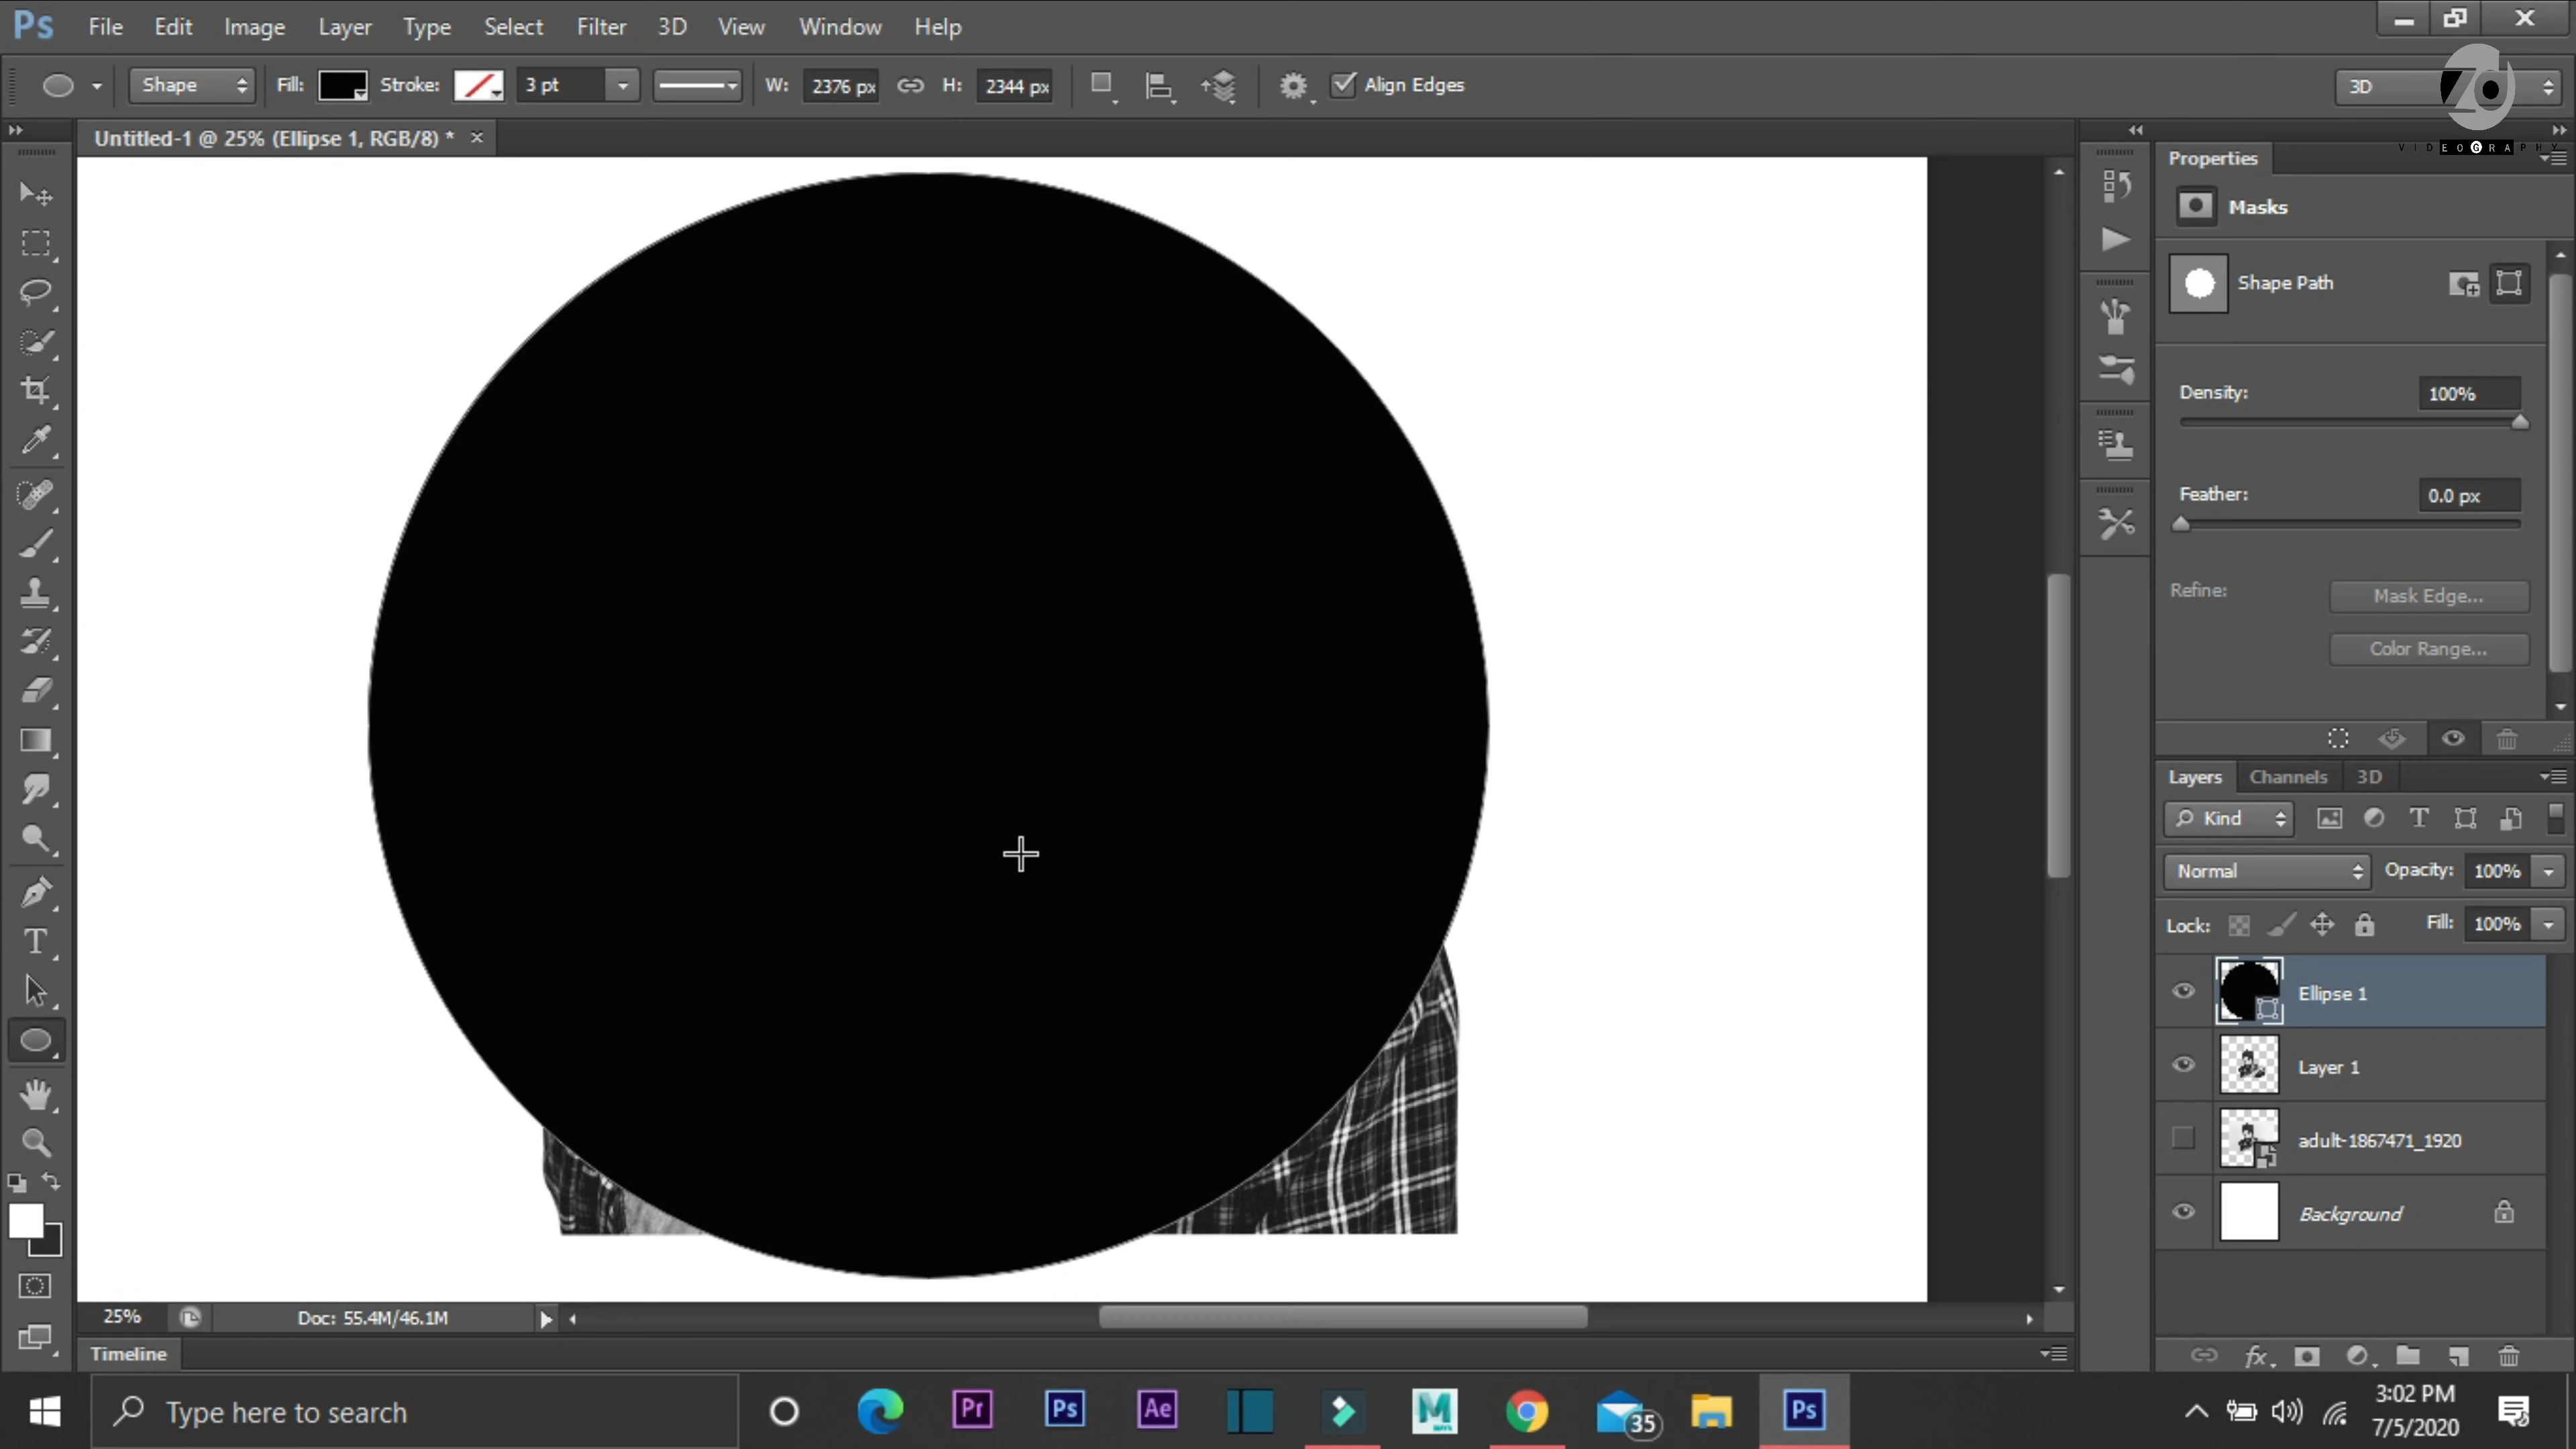 Ps File Edit Image Layer Type Select Filter 3D View Window Help
Shape Fill: Stroke: 3 pt W: 2376 px H: 2344 px Align Edges 3D
ZO
VIDEOGRAPHY
Untitled-1 @ 25% (Ellipse 1, RGB/8) * ×
Properties
Masks
Shape Path
Density: 100%
Feather: 0.0 px
Refine: Mask Edge...
Color Range...
Layers Channels 3D
Kind
Normal Opacity: 100%
Lock: Fill: 100%
Ellipse 1
Layer 1
adult-1867471_1920
Background
fx
T
25% Doc: 55.4M/46.1M
Timeline
Type here to search
Pr Ps Ae M 35 Ps
3:02 PM
7/5/2020